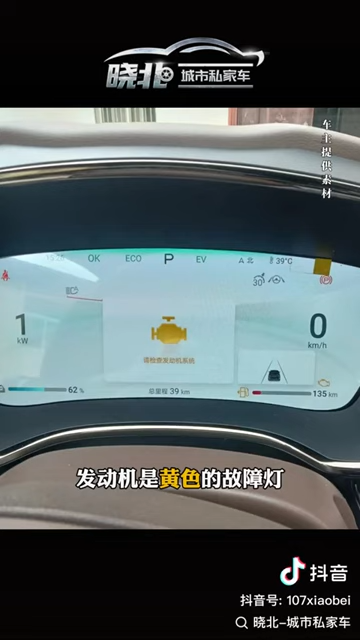 晓北 城市私家车
车主提供素材
OK ECO P EV 北 39°C
30
1
kW
请检查发动机系统
0
km/h
62 % 总里程 39 km 135 km
发动机是黄色的故障灯
抖音
抖音号: 107xiaobei
晓北-城市私家车